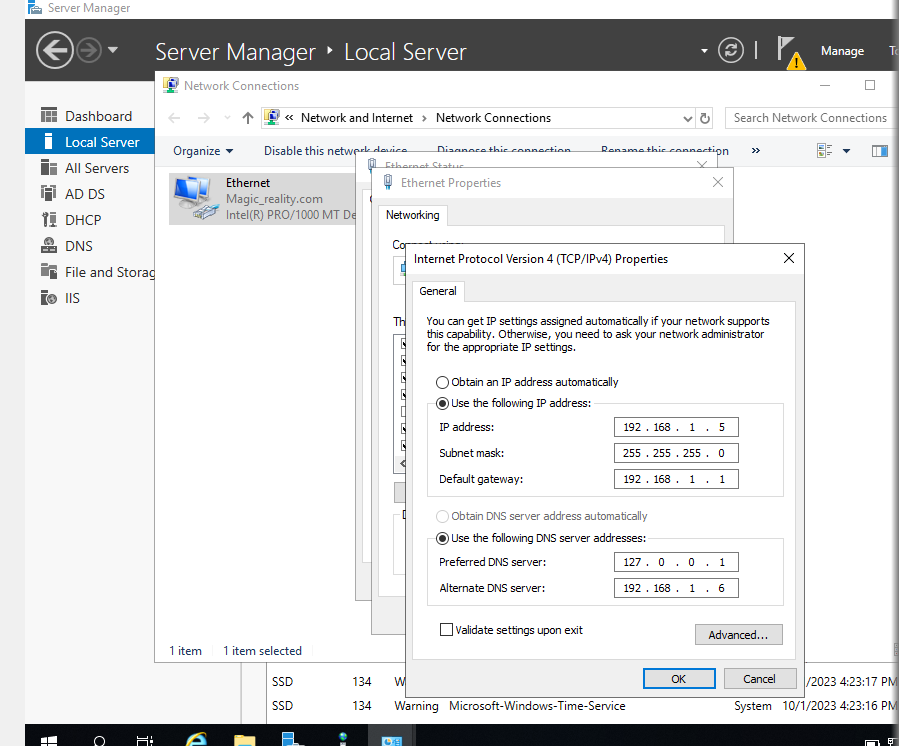 Server Manager
Server Manager ‣ Local Server
Manage
Network Connections
« Network and Internet › Network Connections
Search Network Connections
Organize
Disable this network device
Diagnose this connection
Rename this connection
»
Dashboard
Local Server
All Servers
AD DS
DHCP
DNS
File and Storag
IIS
Ethernet
Magic_reality.com
Intel(R) PRO/1000 MT De
Ethernet Status
Ethernet Properties
Networking
Connect using:
Internet Protocol Version 4 (TCP/IPv4) Properties
General
You can get IP settings assigned automatically if your network supports
this capability. Otherwise, you need to ask your network administrator
for the appropriate IP settings.
Obtain an IP address automatically
Use the following IP address:
IP address: 192 . 168 . 1 . 5
Subnet mask: 255 . 255 . 255 . 0
Default gateway: 192 . 168 . 1 . 1
Obtain DNS server address automatically
Use the following DNS server addresses:
Preferred DNS server: 127 . 0 . 0 . 1
Alternate DNS server: 192 . 168 . 1 . 6
Validate settings upon exit
Advanced...
OK
Cancel
1 item
1 item selected
SSD 134 W /2023 4:23:17 PM
SSD 134 Warning Microsoft-Windows-Time-Service System 10/1/2023 4:23:16 PM